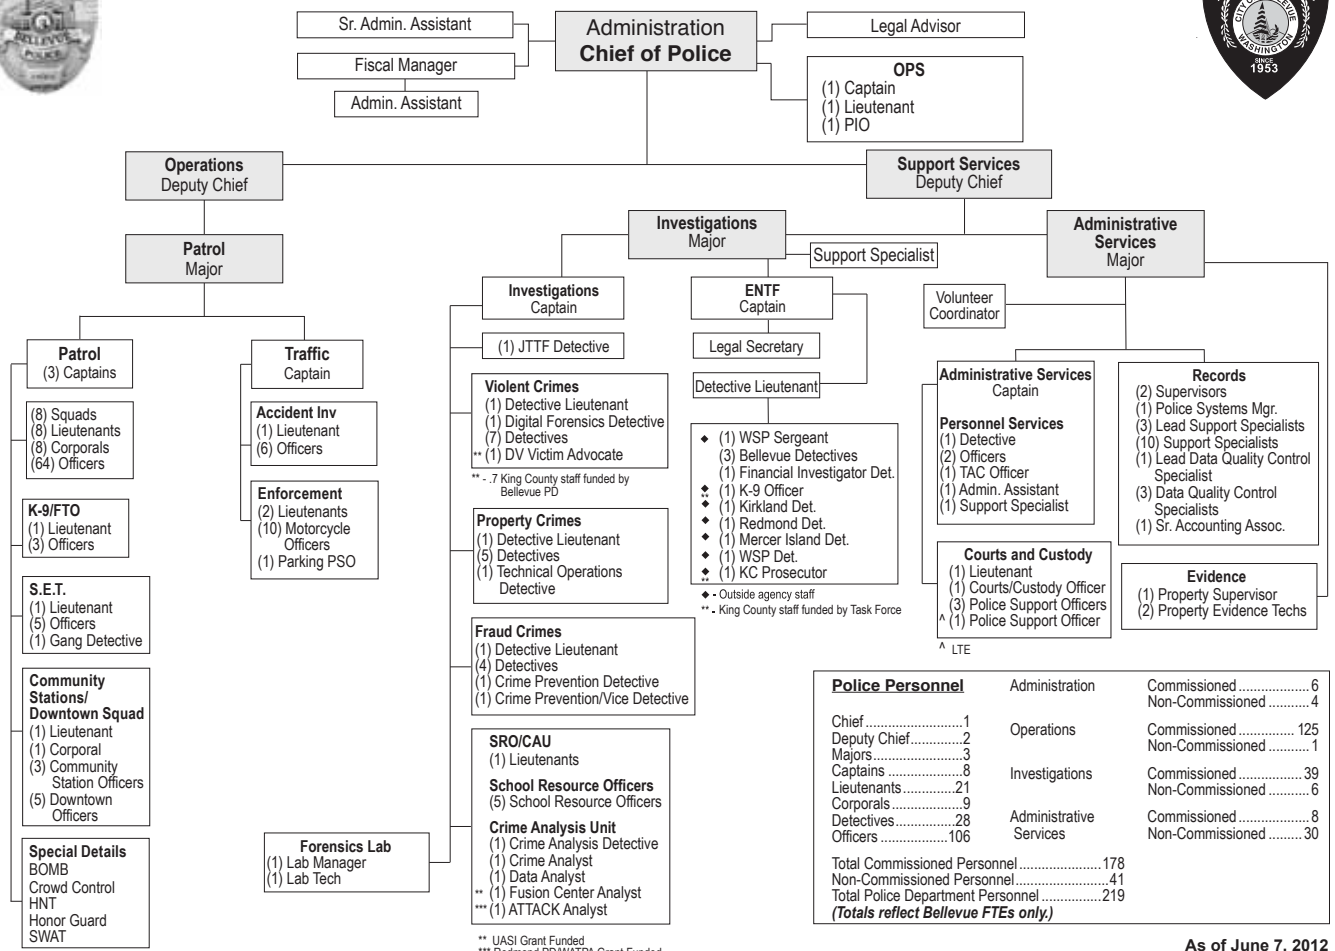 BELLEVUE
POLICE
Sr. Admin. Assistant
Fiscal Manager
Admin. Assistant
Administration
Chief of Police
Legal Advisor
OPS
(1) Captain
(1) Lieutenant
(1) PIO
WASHINGTON
SINCE
1953
Operations
Deputy Chief
Support Services
Deputy Chief
Patrol
Major
Investigations
Major
Support Specialist
Administrative
Services
Major
Volunteer
Coordinator
Patrol
(3) Captains
(8) Squads
(8) Lieutenants
(8) Corporals
(64) Officers
K-9/FTO
(1) Lieutenant
(3) Officers
S.E.T.
(1) Lieutenant
(5) Officers
(1) Gang Detective
Community
Stations/
Downtown Squad
(1) Lieutenant
(1) Corporal
(3) Community
Station Officers
(5) Downtown
Officers
Special Details
BOMB
Crowd Control
HNT
Honor Guard
SWAT
Traffic
Captain
Accident Inv
(1) Lieutenant
(6) Officers
Enforcement
(2) Lieutenants
(10) Motorcycle
Officers
(1) Parking PSO
Forensics Lab
(1) Lab Manager
(1) Lab Tech
Investigations
Captain
(1) JTTF Detective
Violent Crimes
(1) Detective Lieutenant
(1) Digital Forensics Detective
(7) Detectives
** (1) DV Victim Advocate
** - .7 King County staff funded by
Bellevue PD
Property Crimes
(1) Detective Lieutenant
(5) Detectives
(1) Technical Operations
Detective
Fraud Crimes
(1) Detective Lieutenant
(4) Detectives
(1) Crime Prevention Detective
(1) Crime Prevention/Vice Detective
SRO/CAU
(1) Lieutenants
School Resource Officers
(5) School Resource Officers
Crime Analysis Unit
(1) Crime Analysis Detective
(1) Crime Analyst
(1) Data Analyst
** (1) Fusion Center Analyst
*** (1) ATTACK Analyst
** UASI Grant Funded
*** Redmond PD/WATPA Grant Funded
ENTF
Captain
Legal Secretary
Detective Lieutenant
◆ (1) WSP Sergeant
(3) Bellevue Detectives
(1) Financial Investigator Det.
◆ ** (1) K-9 Officer
◆ (1) Kirkland Det.
◆ (1) Redmond Det.
◆ (1) Mercer Island Det.
◆ (1) WSP Det.
◆ ** (1) KC Prosecutor
◆ - Outside agency staff
** - King County staff funded by Task Force
Administrative Services
Captain
Personnel Services
(1) Detective
(2) Officers
(1) TAC Officer
(1) Admin. Assistant
(1) Support Specialist
Courts and Custody
(1) Lieutenant
(1) Courts/Custody Officer
(3) Police Support Officers
^ (1) Police Support Officer
^ LTE
Records
(2) Supervisors
(1) Police Systems Mgr.
(3) Lead Support Specialists
(10) Support Specialists
(1) Lead Data Quality Control
Specialist
(3) Data Quality Control
Specialists
(1) Sr. Accounting Assoc.
Evidence
(1) Property Supervisor
(2) Property Evidence Techs
Police Personnel
Chief..........................1
Deputy Chief..............2
Majors........................3
Captains ....................8
Lieutenants..............21
Corporals...................9
Detectives................28
Officers ..................106
Administration Commissioned...................6
Non-Commissioned ...........4
Operations Commissioned.............. 125
Non-Commissioned...........1
Investigations Commissioned.................39
Non-Commissioned ...........6
Administrative Commissioned...................8
Services Non-Commissioned .........30
Total Commissioned Personnel......................178
Non-Commissioned Personnel.........................41
Total Police Department Personnel ................219
(Totals reflect Bellevue FTEs only.)
As of June 7, 2012